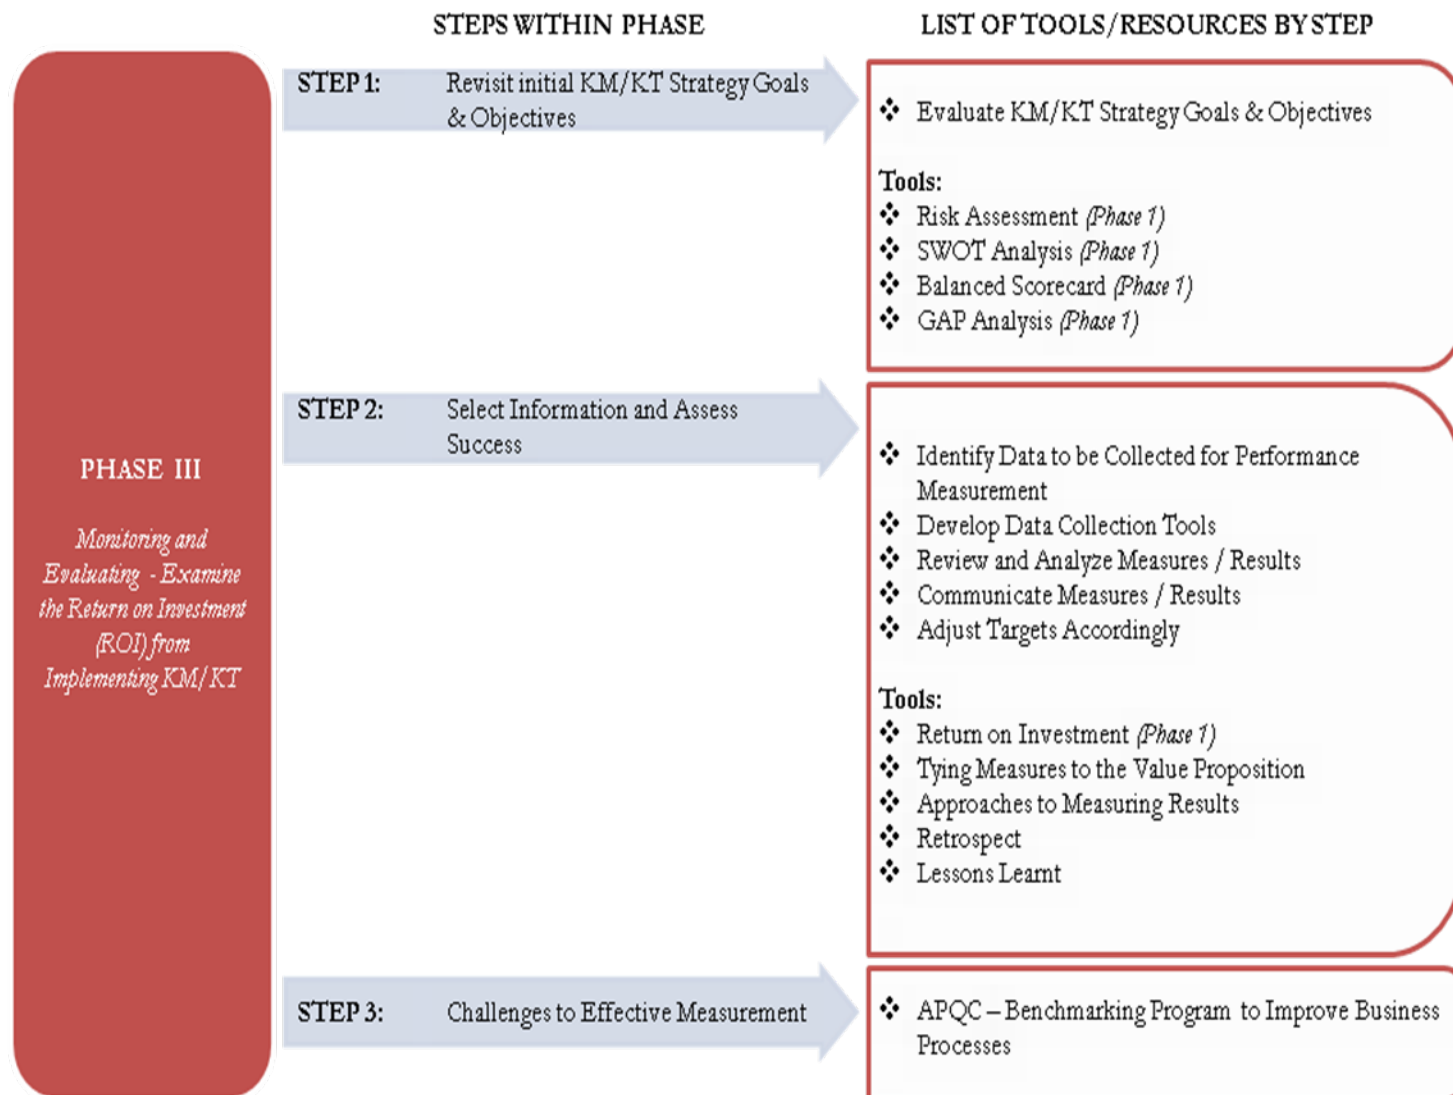 STEPS WITHIN PHASE
LIST OF TOOLS/RESOURCES BY STEP
PHASE III
Monitoring and
Evaluating - Examine
the Return on Investment
(ROI) from
Implementing KM/KT
STEP 1:
Revisit initial KM/KT Strategy Goals
& Objectives
❖ Evaluate KM/KT Strategy Goals & Objectives
Tools:
❖ Risk Assessment (Phase 1)
❖ SWOT Analysis (Phase 1)
❖ Balanced Scorecard (Phase 1)
❖ GAP Analysis (Phase 1)
STEP 2:
Select Information and Assess
Success
❖ Identify Data to be Collected for Performance
Measurement
❖ Develop Data Collection Tools
❖ Review and Analyze Measures / Results
❖ Communicate Measures / Results
❖ Adjust Targets Accordingly
Tools:
❖ Return on Investment (Phase 1)
❖ Tying Measures to the Value Proposition
❖ Approaches to Measuring Results
❖ Retrospect
❖ Lessons Learnt
STEP 3:
Challenges to Effective Measurement
❖ APQC – Benchmarking Program to Improve Business
Processes